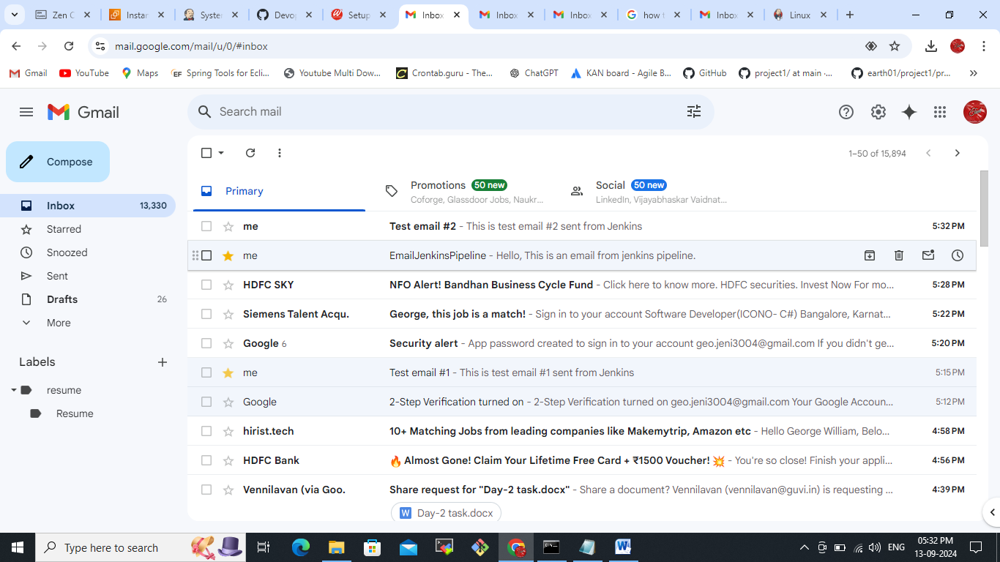 Zen C
Instan
System
Devop
Setup
Inbox
Inbox
Inbox
how t
Inbox
Linux
mail.google.com/mail/u/0/#inbox
Gmail
YouTube
Maps
EF Spring Tools for Ecli...
Youtube Multi Dow...
Crontab.guru - The...
ChatGPT
KAN board - Agile B...
GitHub
project1/ at main ·...
earth01/project1/pr...
Gmail
Search mail
Compose
1–50 of 15,894
Inbox 13,330
Starred
Snoozed
Sent
Drafts 26
More
Labels
resume
Resume
Primary
Promotions 50 new
Coforge, Glassdoor Jobs, Naukr...
Social 50 new
LinkedIn, Vijayabhaskar Vaidnat...
me Test email #2 - This is test email #2 sent from Jenkins 5:32 PM
me EmailJenkinsPipeline - Hello, This is an email from jenkins pipeline.
HDFC SKY NFO Alert! Bandhan Business Cycle Fund - Click here to know more. HDFC securities. Invest Now For mo... 5:28 PM
Siemens Talent Acqu. George, this job is a match! - Sign in to your account Software Developer(ICONO- C#) Bangalore, Karnat... 5:22 PM
Google 6 Security alert - App password created to sign in to your account geo.jeni3004@gmail.com If you didn't ge... 5:20 PM
me Test email #1 - This is test email #1 sent from Jenkins 5:15 PM
Google 2-Step Verification turned on - 2-Step Verification turned on geo.jeni3004@gmail.com Your Google Accoun... 5:12 PM
hirist.tech 10+ Matching Jobs from leading companies like Makemytrip, Amazon etc - Hello George William, Belo... 4:58 PM
HDFC Bank 🔥 Almost Gone! Claim Your Lifetime Free Card + ₹1500 Voucher! 💥 - You're so close! Finish your appli... 4:56 PM
Vennilavan (via Goo. Share request for "Day-2 task.docx" - Share a document? Vennilavan (vennilavan@guvi.in) is requesting ... 4:39 PM
W Day-2 task.docx
Type here to search
ENG
05:32 PM
13-09-2024